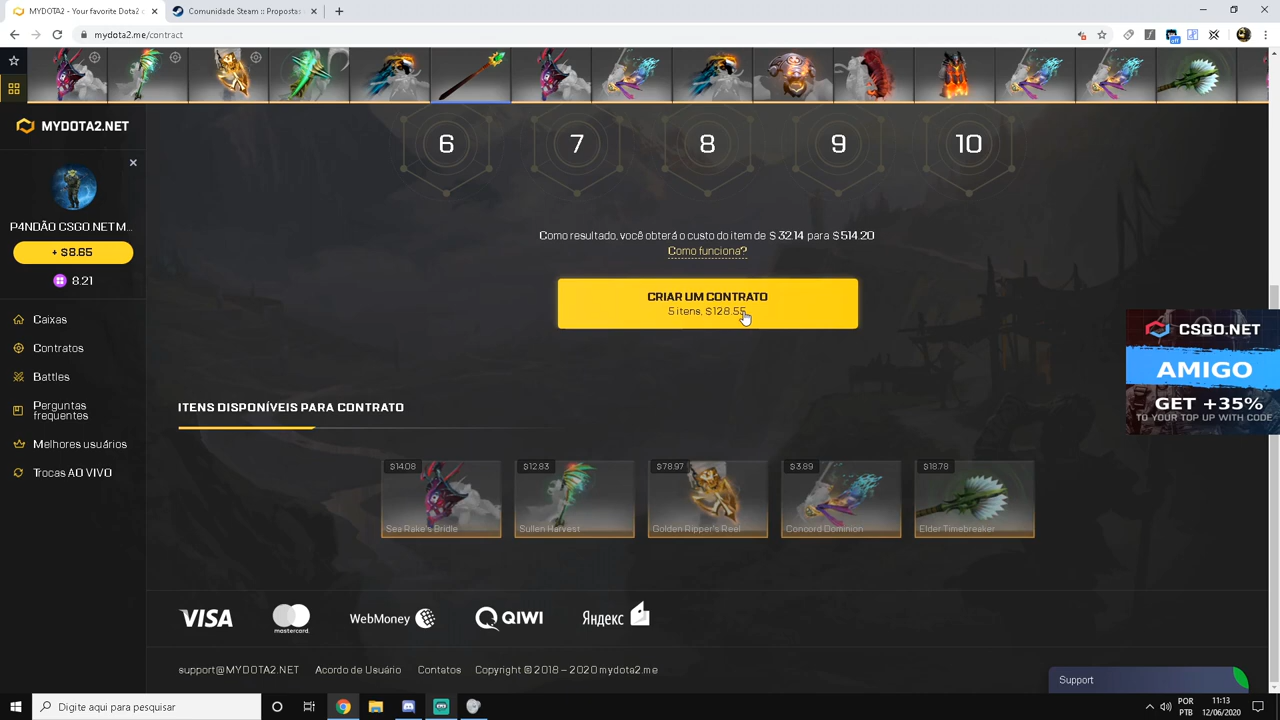 MYDOTA2 - Your favorite Dota2 c
Comunidade Steam :: Propostas
mydota2.me/contract
off
MYDOTA2.NET
P4NDÃO CSGO NET M...
+ $8.65
8.21
Caixas
Contratos
Battles
Perguntas
frequentes
Melhores usuários
Trocas AO VIVO
6
7
8
9
10
Como resultado, você obterá o custo do item de $ 32.14 para $ 514.20
Como funciona?
CRIAR UM CONTRATO
5 itens, $128.55
CSGO.NET
AMIGO
GET +35%
TO YOUR TOP UP WITH CODE
ITENS DISPONÍVEIS PARA CONTRATO
$14.08
Sea Rake's Bridle
$12.83
Sullen Harvest
$78.97
Golden Ripper's Reel
$3.89
Concord Dominion
$18.78
Elder Timebreaker
VISA
mastercard.
WebMoney
QIWI
Яндекс
support@MYDOTA2.NET
Acordo de Usuário
Contatos
Copyright © 2018 – 2020 mydota2.me
Support
Digite aqui para pesquisar
POR
PTB
11:13
12/06/2020